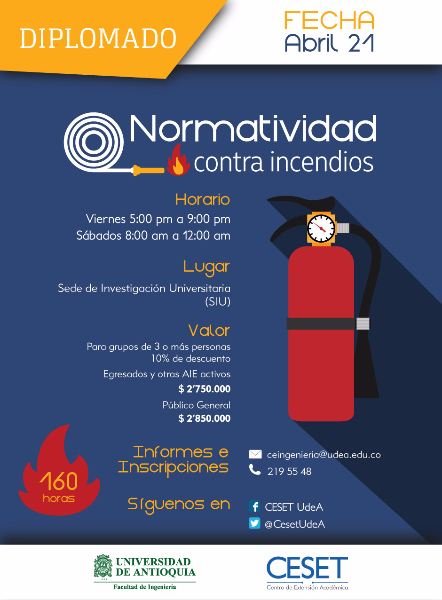 DIPLOMADO
FECHA
Abril 21
Normatividad
contra incendios
Horario
Viernes 5:00 pm a 9:00 pm
Sábados 8:00 am a 12:00 am
Lugar
Sede de Investigación Universitaria
(SIU)
Valor
Para grupos de 3 o más personas
10% de descuento
Egresados y otras AIE activos
$ 2'750.000
Público General
$ 2'850.000
160
horas
Informes e
Inscripciones
ceingenieria@udea.edu.co
219 55 48
Síguenos en
CESET UdeA
@CesetUdeA
UNIVERSIDAD
DE ANTIOQUIA
Facultad de Ingeniería
CESET
Centro de Extensión Académica